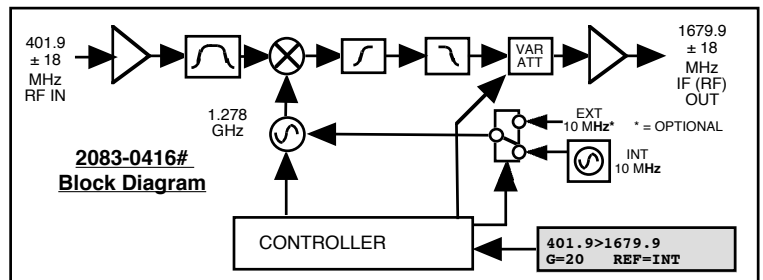 401.9
± 18
MHz
RF IN
VAR
ATT
1679.9
± 18
MHz
IF (RF)
OUT
1.278
GHz
EXT
10 MHz*
* = OPTIONAL
INT
10 MHz
2083-0416#
Block Diagram
CONTROLLER
401.9>1679.9
G=20 REF=INT